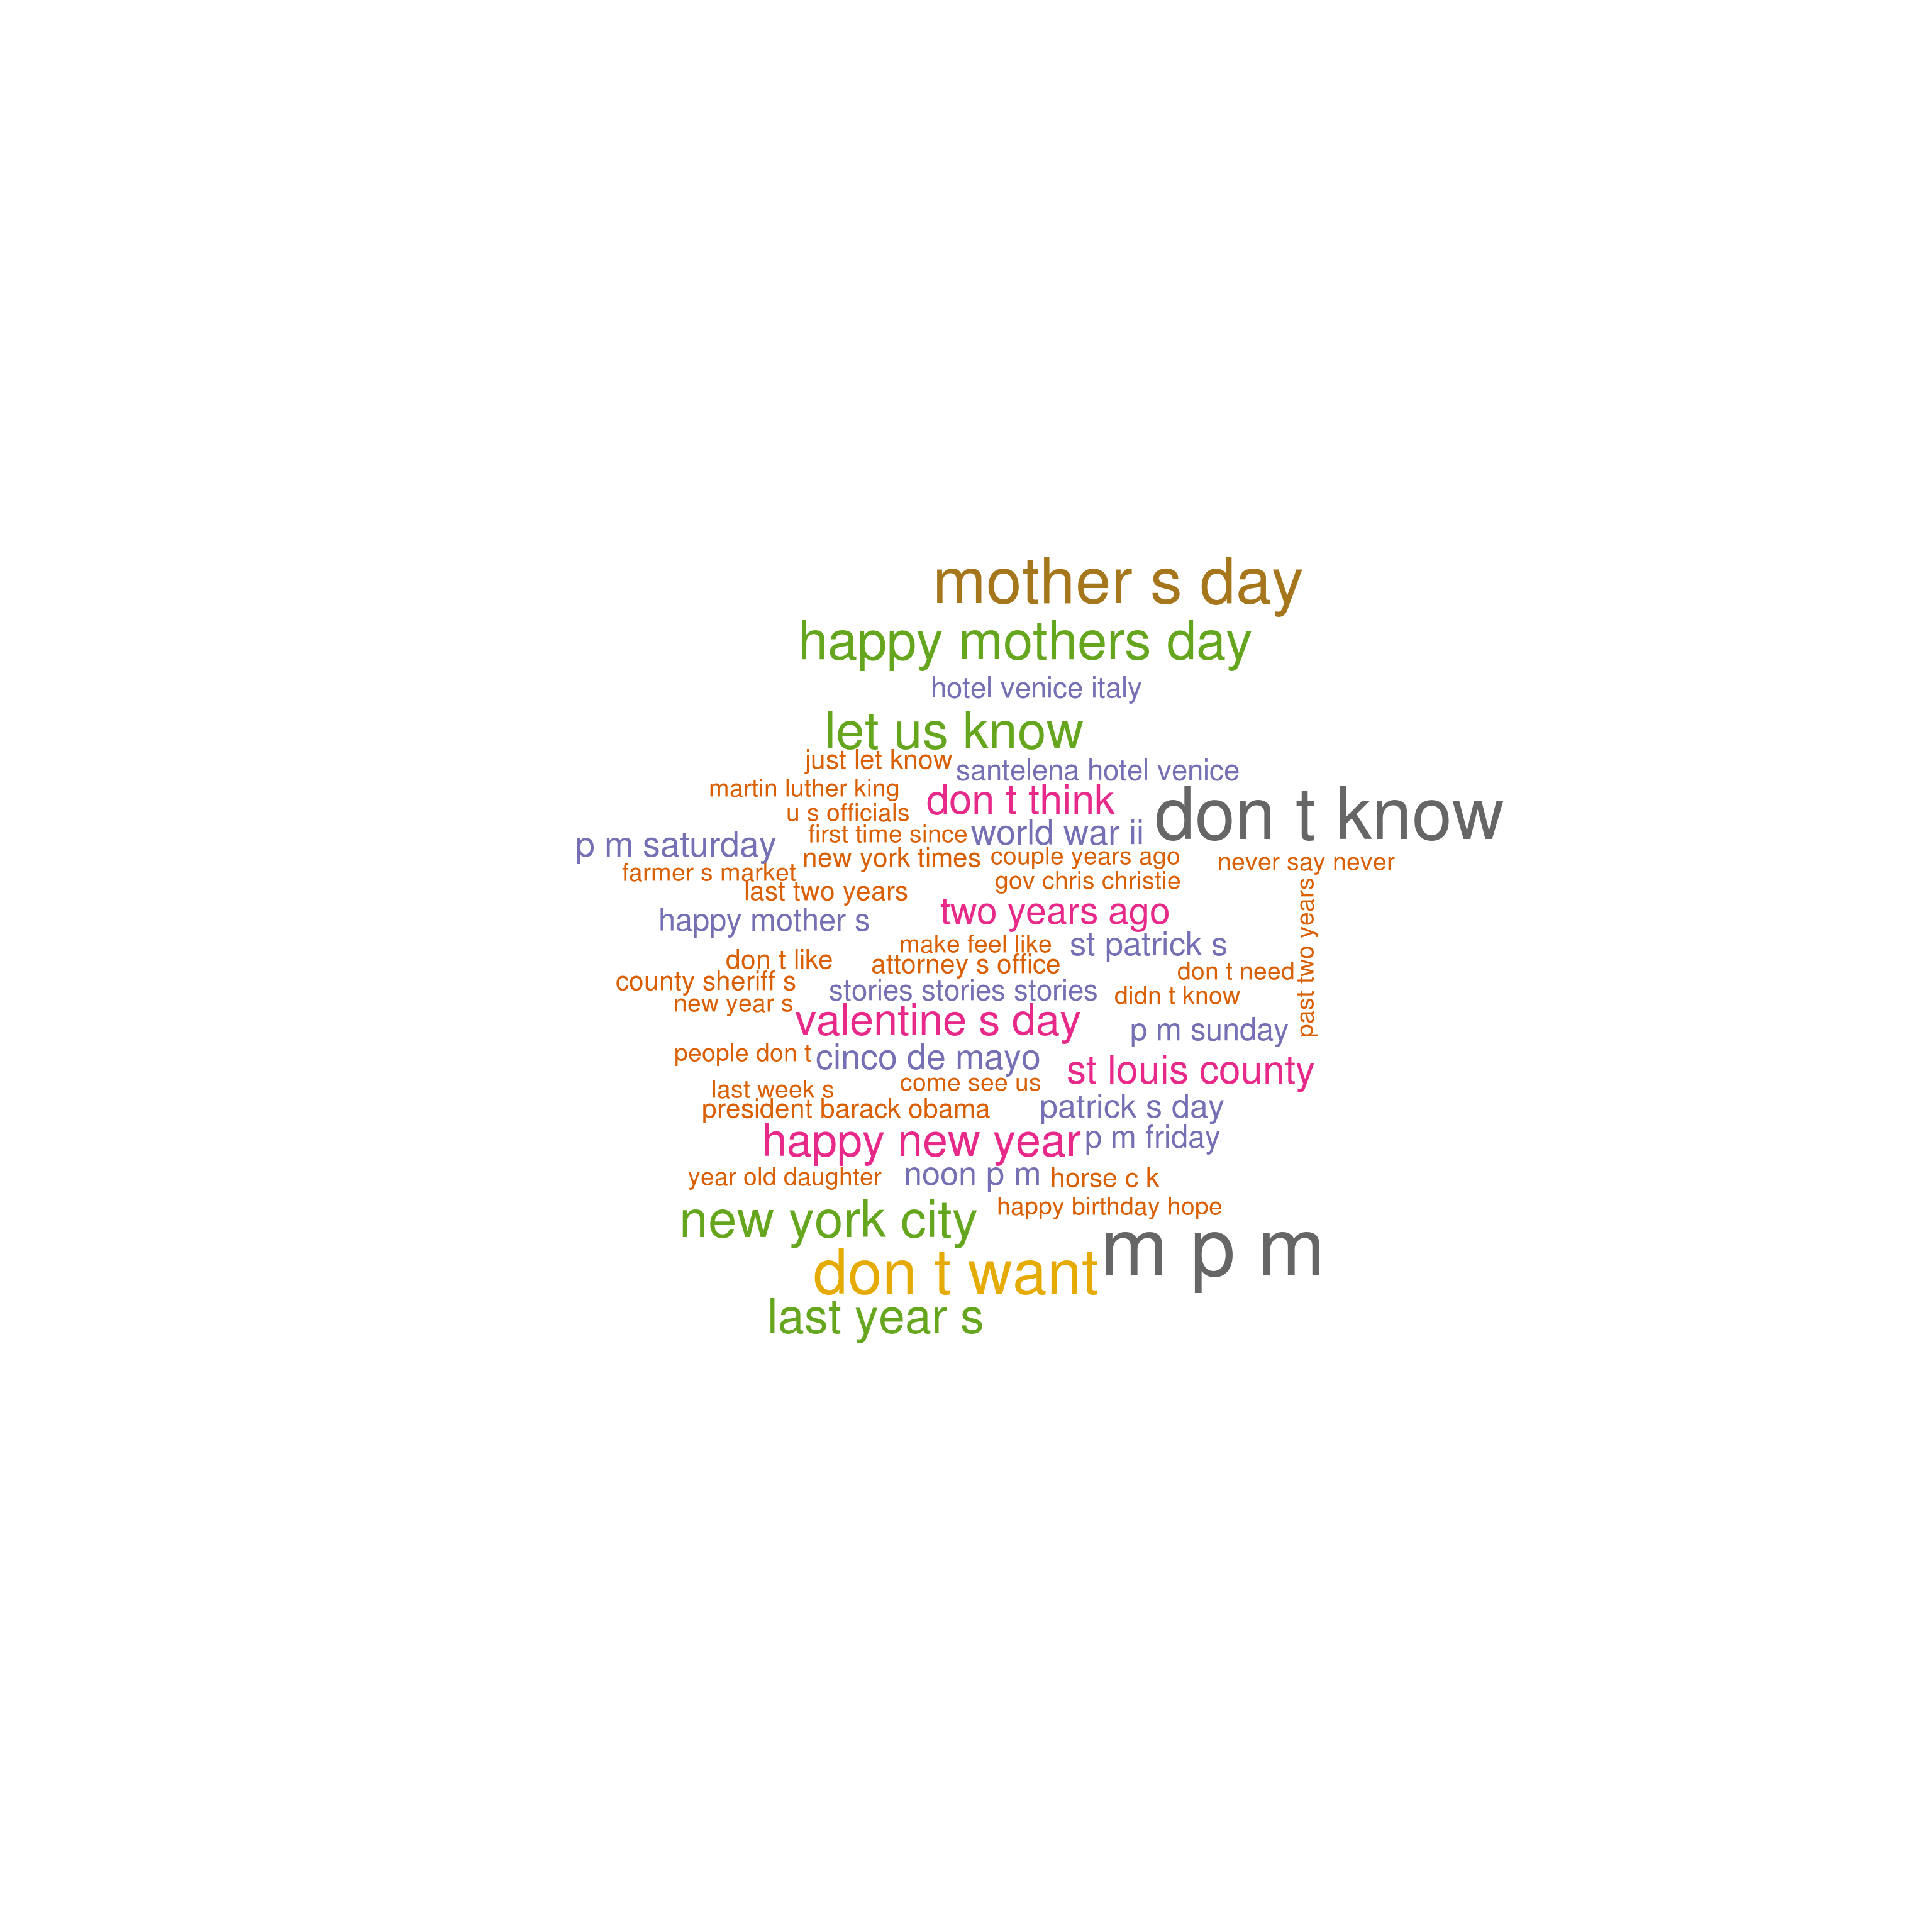 mother s day
happy mothers day
hotel venice italy
let us know
just let know
santelena hotel venice
martin luther king
don t think
don t know
u s officials
first time since
world war ii
p m saturday
new york times
couple years ago
never say never
farmer s market
gov chris christie
last two years
two years ago
happy mother s
past two years
make feel like
st patrick s
don t like
attorney s office
don t need
county sheriff s
stories stories stories
didn t know
new year s
valentine s day
p m sunday
people don t
cinco de mayo
st louis county
last week s
come see us
president barack obama
patrick s day
happy new year
p m friday
year old daughter
noon p m
horse c k
happy birthday hope
new york city
m p m
don t want
last year s